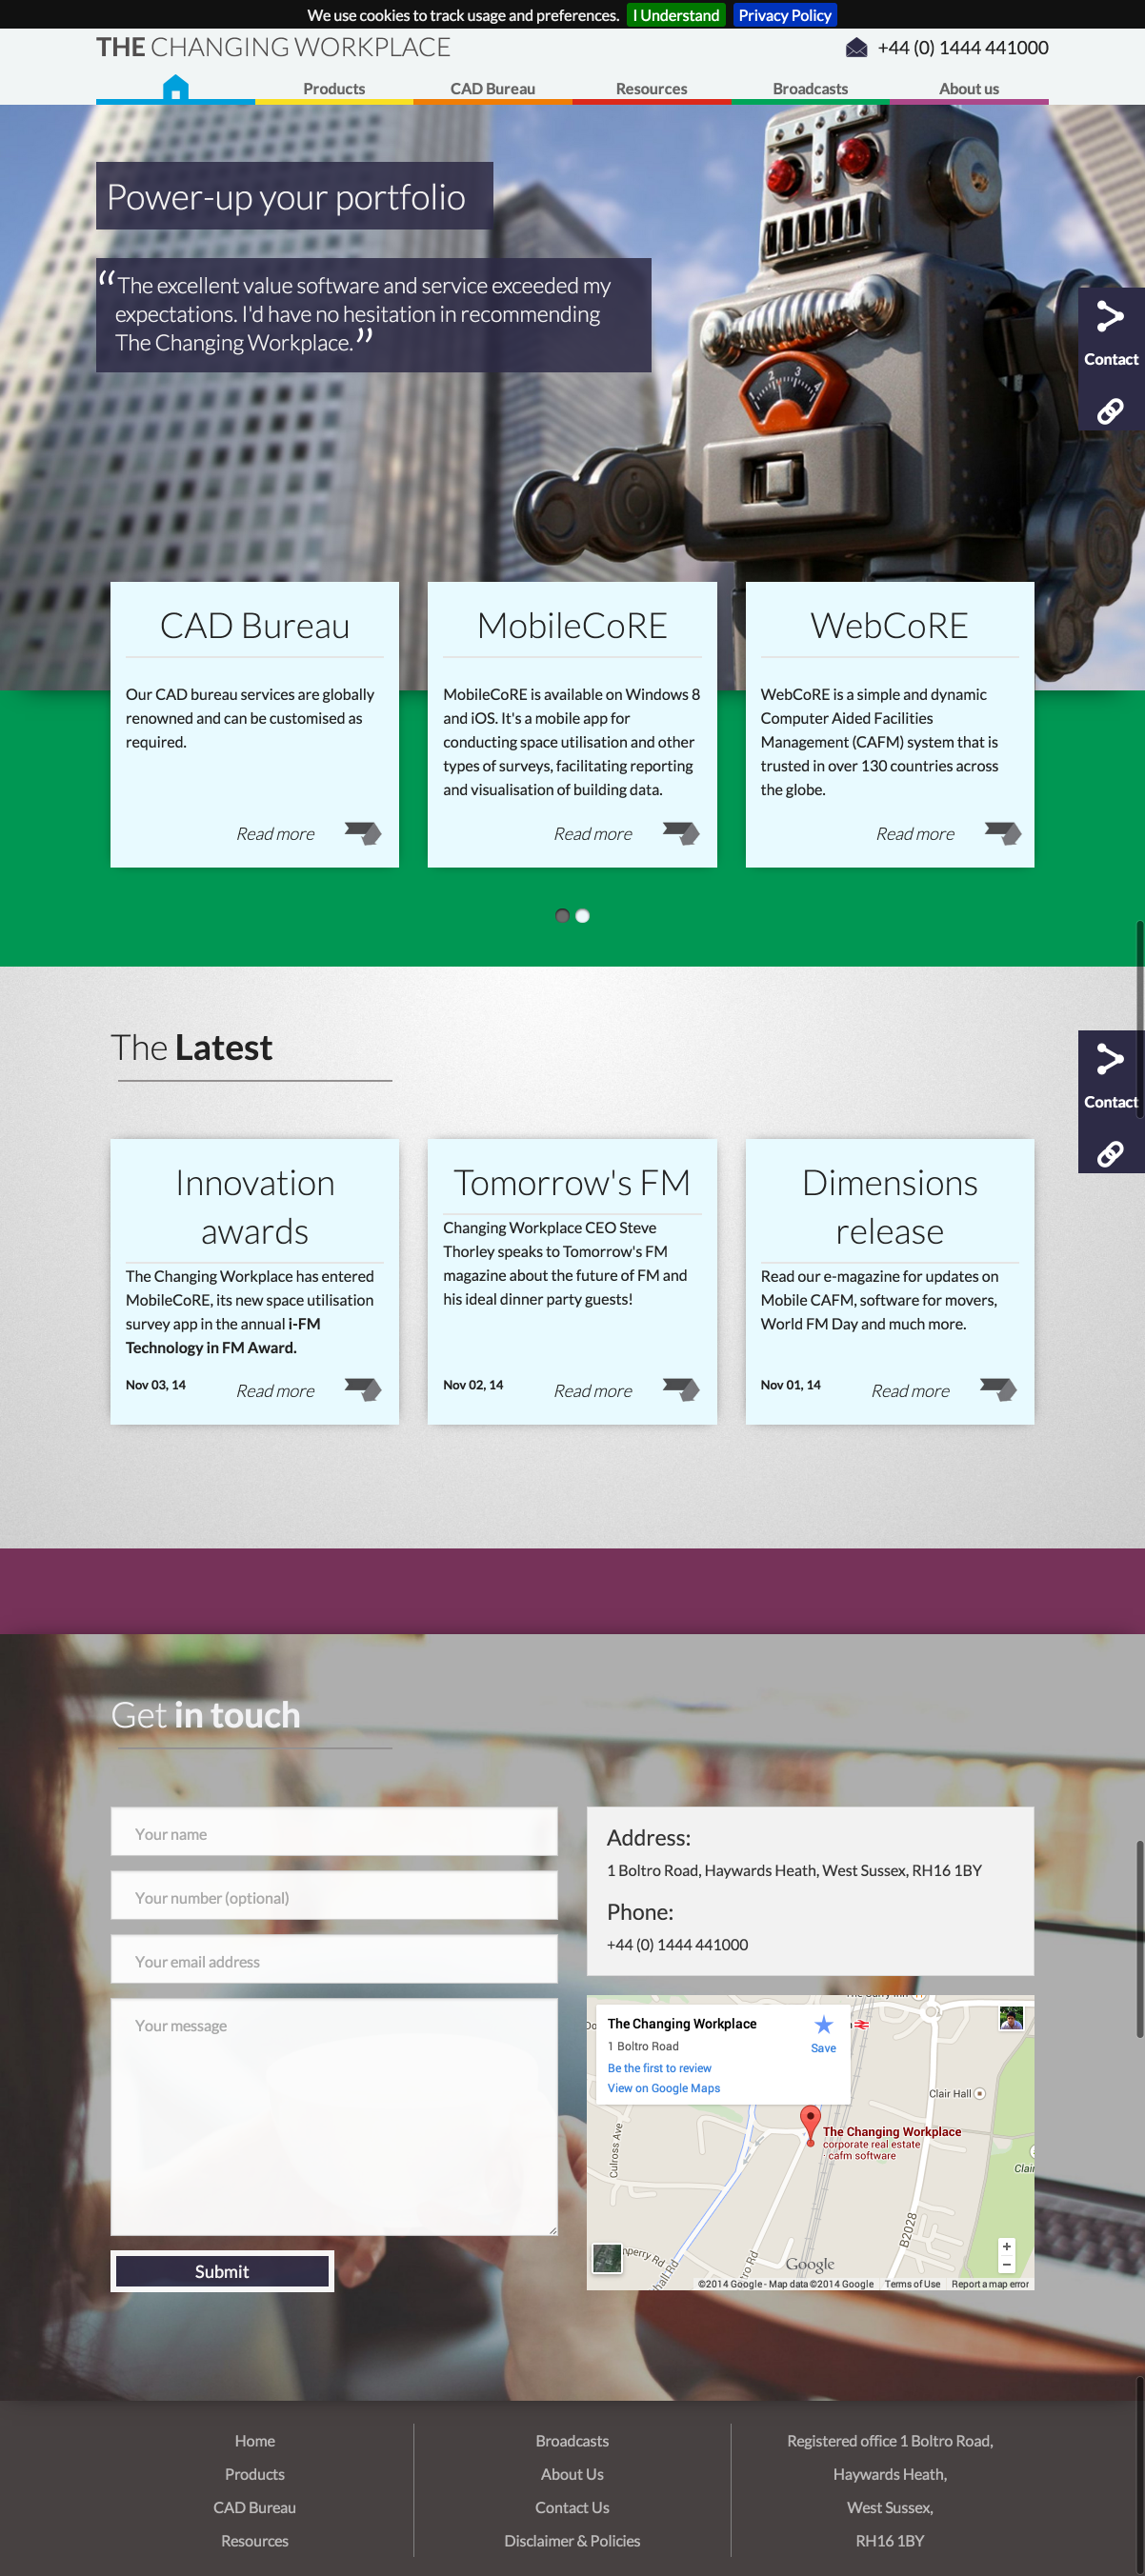 We use cookies to track usage and preferences. I Understand Privacy Policy
THE CHANGING WORKPLACE
+44 (0) 1444 441000
Products CAD Bureau Resources Broadcasts About us
Power-up your portfolio
“The excellent value software and service exceeded my
expectations. I'd have no hesitation in recommending
The Changing Workplace.”
2 3 4
Contact
CAD Bureau
Our CAD bureau services are globally
renowned and can be customised as
required.
Read more
MobileCoRE
MobileCoRE is available on Windows 8
and iOS. It's a mobile app for
conducting space utilisation and other
types of surveys, facilitating reporting
and visualisation of building data.
Read more
WebCoRE
WebCoRE is a simple and dynamic
Computer Aided Facilities
Management (CAFM) system that is
trusted in over 130 countries across
the globe.
Read more
The Latest
Contact
Innovation
awards
The Changing Workplace has entered
MobileCoRE, its new space utilisation
survey app in the annual i-FM
Technology in FM Award.
Nov 03, 14
Read more
Tomorrow's FM
Changing Workplace CEO Steve
Thorley speaks to Tomorrow's FM
magazine about the future of FM and
his ideal dinner party guests!
Nov 02, 14
Read more
Dimensions
release
Read our e-magazine for updates on
Mobile CAFM, software for movers,
World FM Day and much more.
Nov 01, 14
Read more
Get in touch
Your name
Your number (optional)
Your email address
Your message
Submit
Address:
1 Boltro Road, Haywards Heath, West Sussex, RH16 1BY
Phone:
+44 (0) 1444 441000
The Changing Workplace
1 Boltro Road
Be the first to review
View on Google Maps
Save
Clair Hall
The Changing Workplace
corporate real estate
- cafm software
Culross Ave
Clair
B2028
perry Rd
hall Rd
tro Rd
Google
+
−
©2014 Google - Map data ©2014 Google Terms of Use Report a map error
Home
Products
CAD Bureau
Resources
Broadcasts
About Us
Contact Us
Disclaimer & Policies
Registered office 1 Boltro Road,
Haywards Heath,
West Sussex,
RH16 1BY